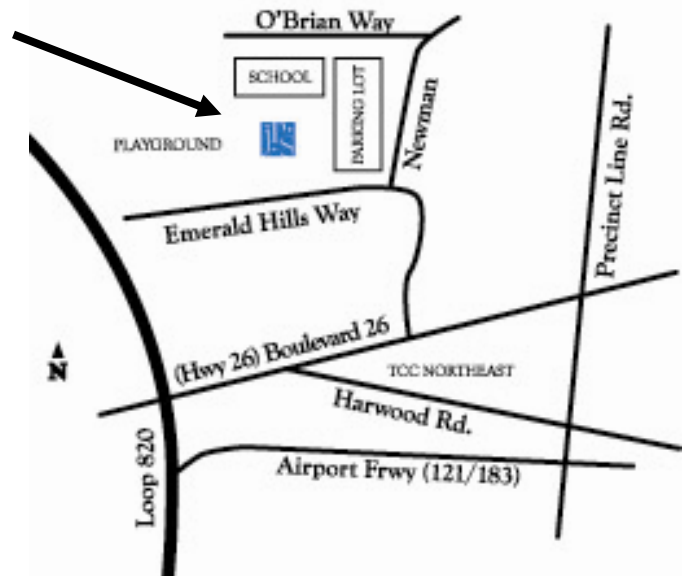 O'Brian Way
SCHOOL
PARKING LOT
Newman
Precinct Line Rd.
PLAYGROUND
Emerald Hills Way
(Hwy 26) Boulevard 26
TCC NORTHEAST
N
Harwood Rd.
Loop 820
Airport Frwy (121/183)